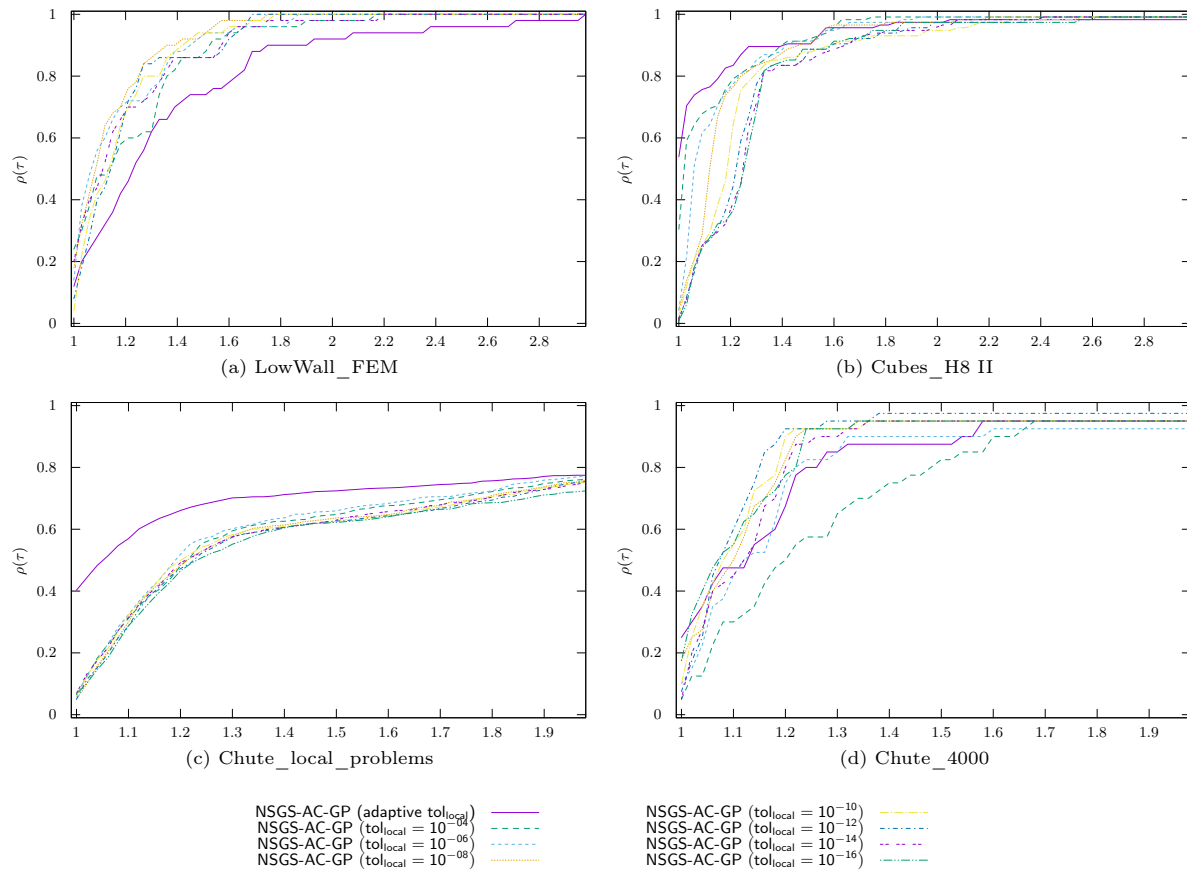 1
0.8
0.6
0.4
0.2
0
ρ(τ)
1 1.2 1.4 1.6 1.8 2 2.2 2.4 2.6 2.8
(a) LowWall_FEM
1
0.8
0.6
0.4
0.2
0
ρ(τ)
1 1.2 1.4 1.6 1.8 2 2.2 2.4 2.6 2.8
(b) Cubes_H8 II
1
0.8
0.6
0.4
0.2
0
ρ(τ)
1 1.1 1.2 1.3 1.4 1.5 1.6 1.7 1.8 1.9
(c) Chute_local_problems
1
0.8
0.6
0.4
0.2
0
ρ(τ)
1 1.1 1.2 1.3 1.4 1.5 1.6 1.7 1.8 1.9
(d) Chute_4000
NSGS-AC-GP (adaptive tol_local)
NSGS-AC-GP (tol_local = 10^−04)
NSGS-AC-GP (tol_local = 10^−06)
NSGS-AC-GP (tol_local = 10^−08)
NSGS-AC-GP (tol_local = 10^−10)
NSGS-AC-GP (tol_local = 10^−12)
NSGS-AC-GP (tol_local = 10^−14)
NSGS-AC-GP (tol_local = 10^−16)